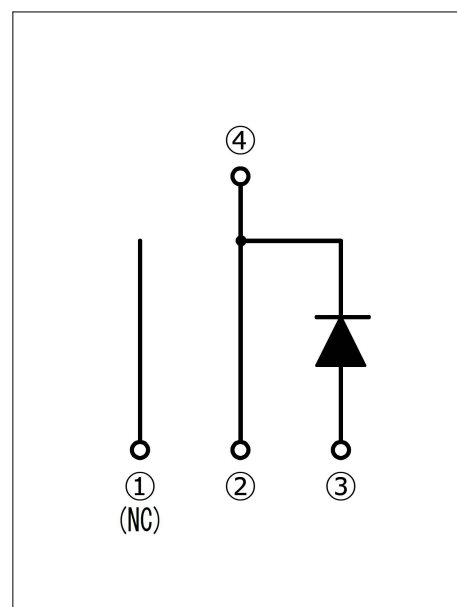 ④
① ② ③
(NC)